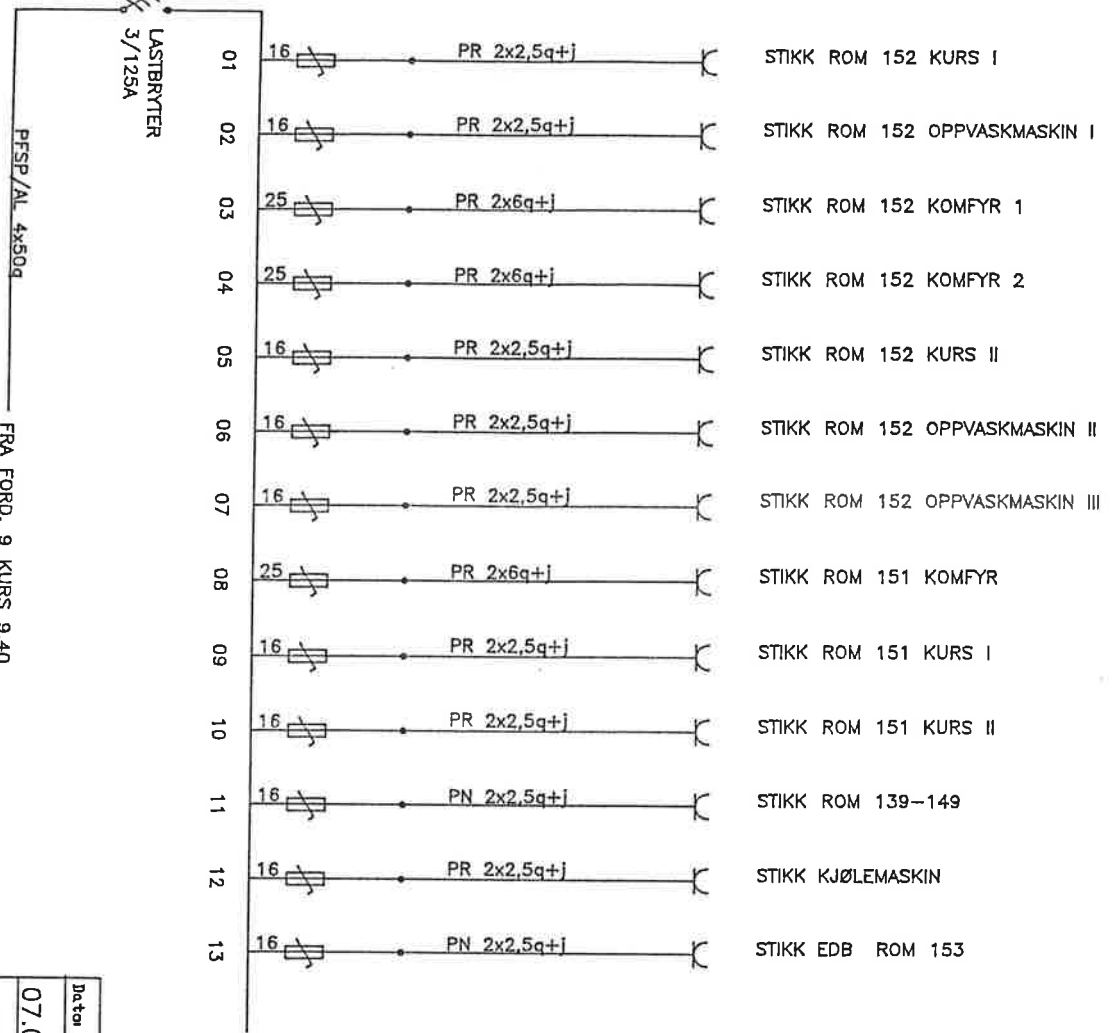 LASTBRYTER
3/125A
PFSP/AL 4x50q
FRA FORD. 9 KURS 9.40
01 16 PR 2x2,5q+j STIKK ROM 152 KURS I
02 16 PR 2x2,5q+j STIKK ROM 152 OPPVASKMASKIN I
03 25 PR 2x6q+j STIKK ROM 152 KOMFYR 1
04 25 PR 2x6q+j STIKK ROM 152 KOMFYR 2
05 16 PR 2x2,5q+j STIKK ROM 152 KURS II
06 16 PR 2x2,5q+j STIKK ROM 152 OPPVASKMASKIN II
07 16 PR 2x2,5q+j STIKK ROM 152 OPPVASKMASKIN III
08 25 PR 2x6q+j STIKK ROM 151 KOMFYR
09 16 PR 2x2,5q+j STIKK ROM 151 KURS I
10 16 PR 2x2,5q+j STIKK ROM 151 KURS II
11 16 PN 2x2,5q+j STIKK ROM 139-149
12 16 PR 2x2,5q+j STIKK KJØLEMASKIN
13 16 PN 2x2,5q+j STIKK EDB ROM 153